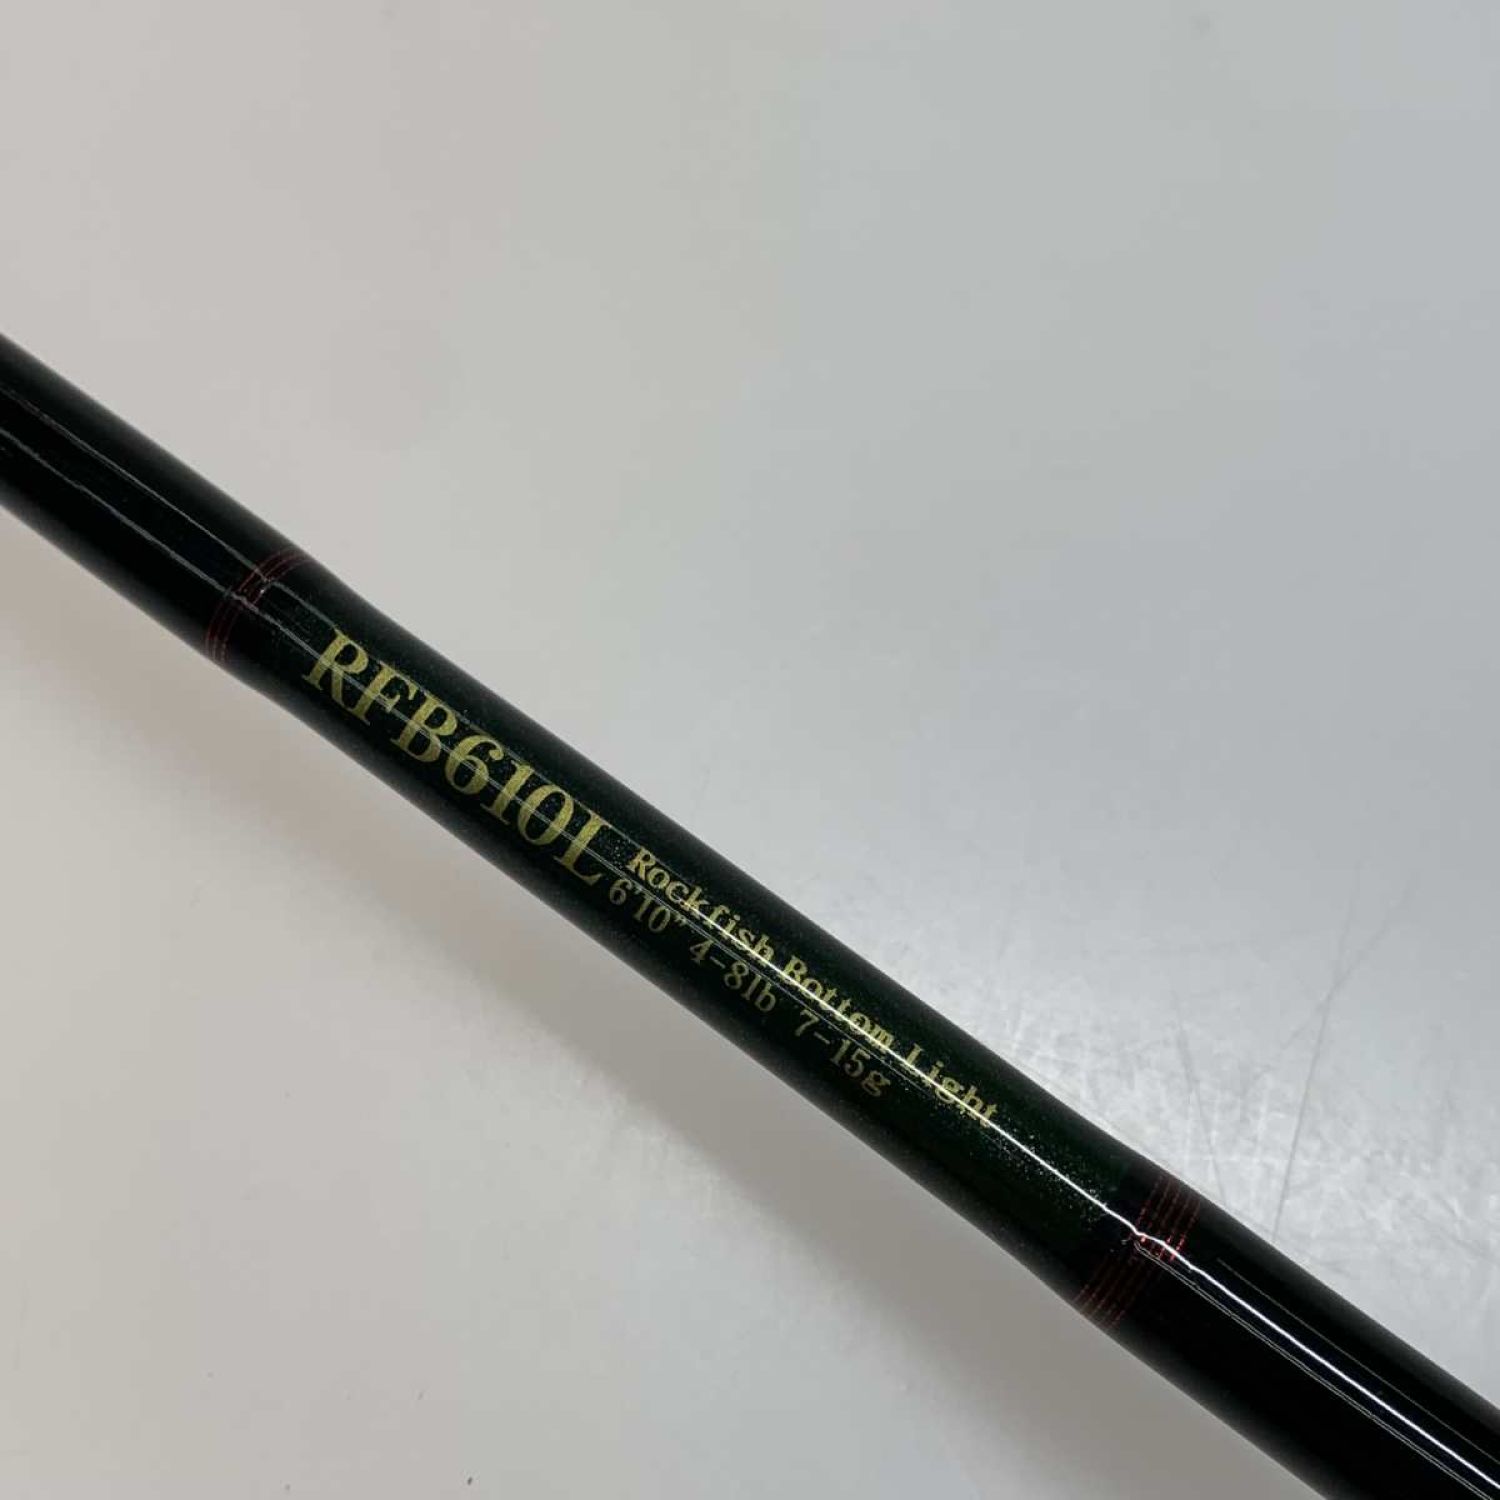 RFB610L
Rockfish Bottom Light
6'10" 4-8lb 7-15g